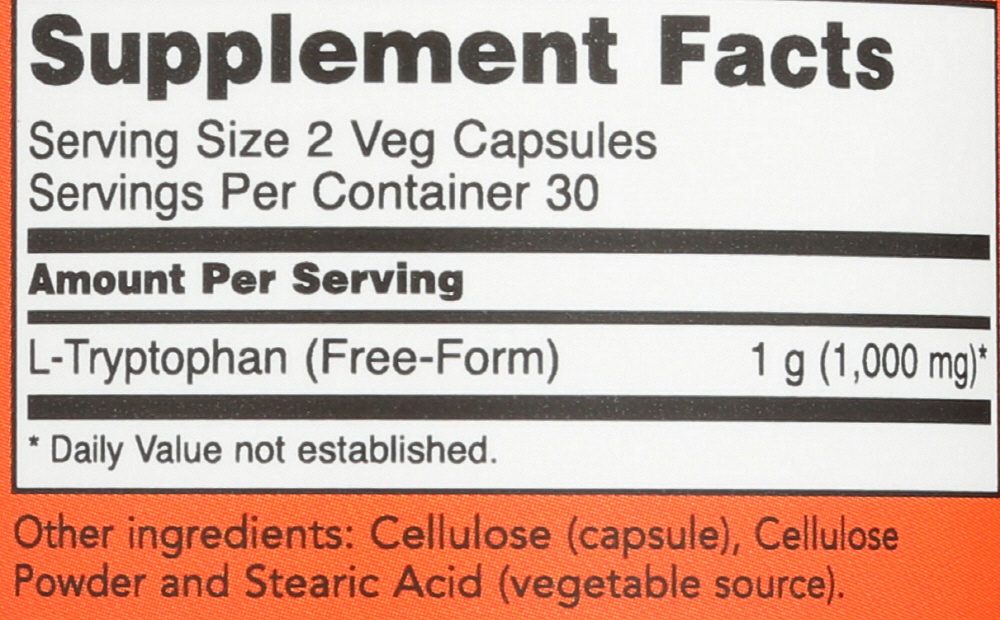 Supplement Facts
Serving Size 2 Veg Capsules
Servings Per Container 30
Amount Per Serving
L-Tryptophan (Free-Form) 1 g (1,000 mg)*
* Daily Value not established.
Other ingredients: Cellulose (capsule), Cellulose
Powder and Stearic Acid (vegetable source).